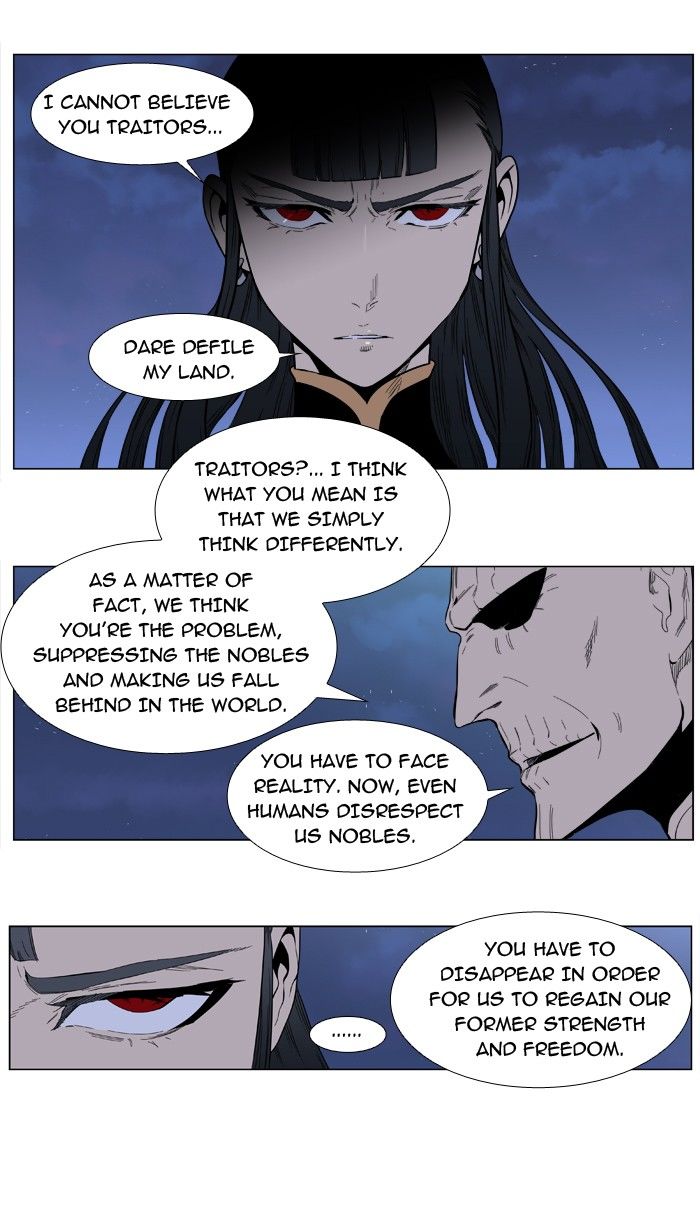 I CANNOT BELIEVE
YOU TRAITORS...
DARE DEFILE
MY LAND.
TRAITORS?... I THINK
WHAT YOU MEAN IS
THAT WE SIMPLY
THINK DIFFERENTLY.
AS A MATTER OF
FACT, WE THINK
YOU'RE THE PROBLEM,
SUPPRESSING THE NOBLES
AND MAKING US FALL
BEHIND IN THE WORLD.
YOU HAVE TO FACE
REALITY. NOW, EVEN
HUMANS DISRESPECT
US NOBLES.
......
YOU HAVE TO
DISAPPEAR IN ORDER
FOR US TO REGAIN OUR
FORMER STRENGTH
AND FREEDOM.